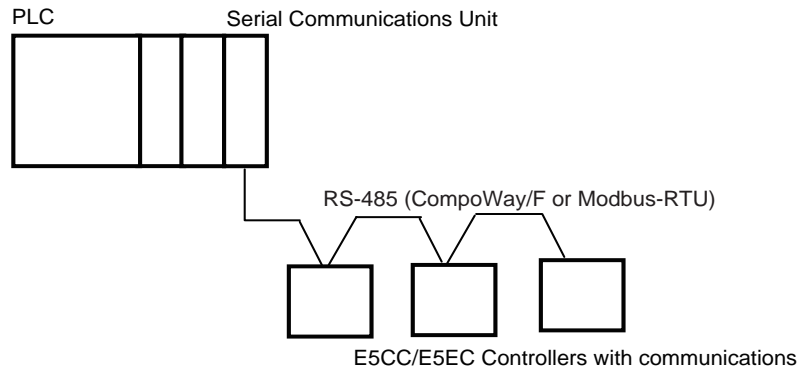 PLC
Serial Communications Unit
RS-485 (CompoWay/F or Modbus-RTU)
E5CC/E5EC Controllers with communications